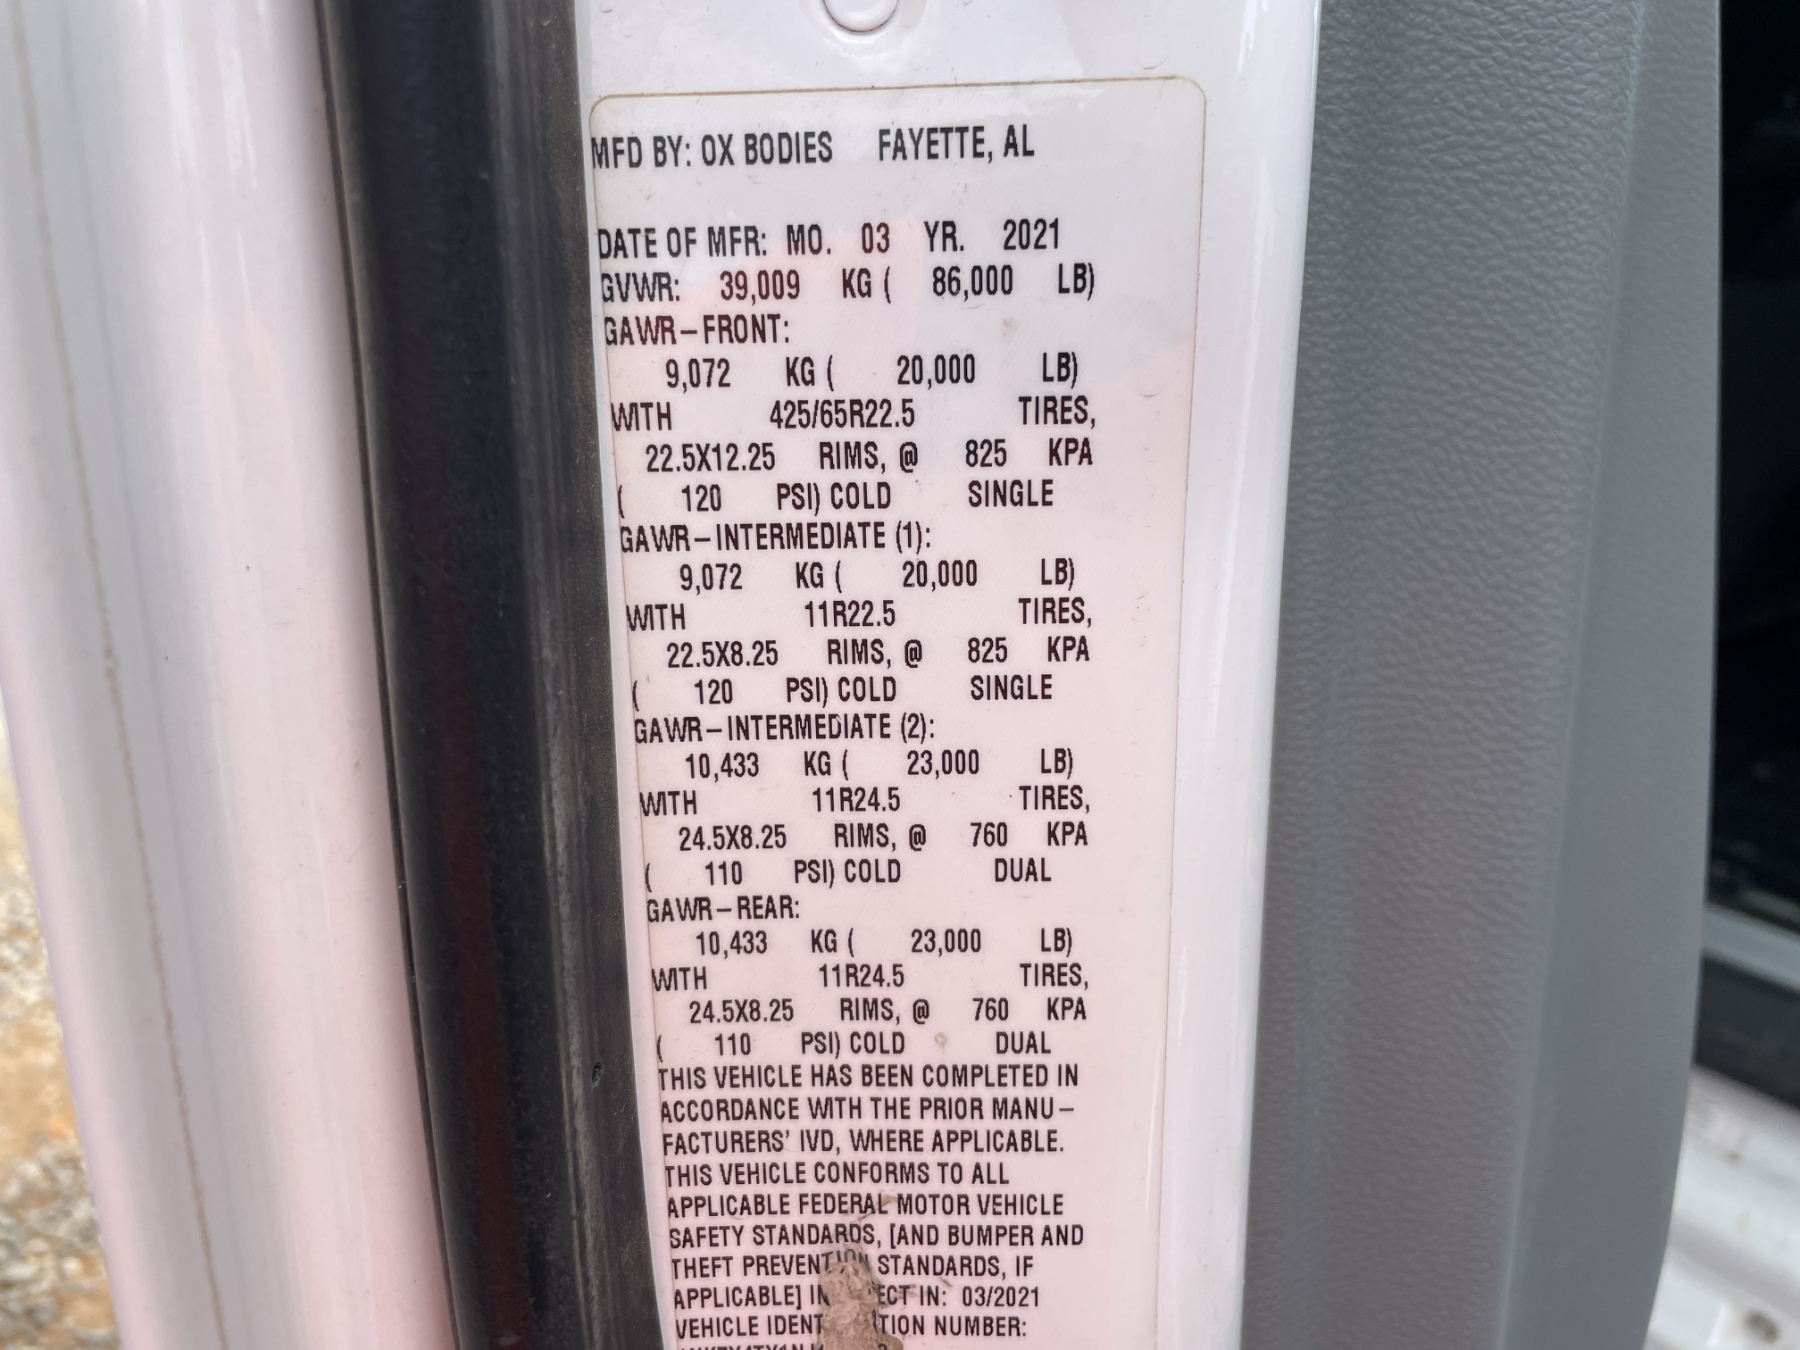 MFD BY: OX BODIES FAYETTE, AL
DATE OF MFR: MO. 03 YR. 2021
GVWR: 39,009 KG ( 86,000 LB)
GAWR-FRONT:
9,072 KG ( 20,000 LB)
WITH 425/65R22.5 TIRES,
22.5X12.25 RIMS, @ 825 KPA
( 120 PSI) COLD SINGLE
GAWR-INTERMEDIATE (1):
9,072 KG ( 20,000 LB)
WITH 11R22.5 TIRES,
22.5X8.25 RIMS, @ 825 KPA
( 120 PSI) COLD SINGLE
GAWR-INTERMEDIATE (2):
10,433 KG ( 23,000 LB)
WITH 11R24.5 TIRES,
24.5X8.25 RIMS, @ 760 KPA
( 110 PSI) COLD DUAL
GAWR-REAR:
10,433 KG ( 23,000 LB)
WITH 11R24.5 TIRES,
24.5X8.25 RIMS, @ 760 KPA
( 110 PSI) COLD DUAL
THIS VEHICLE HAS BEEN COMPLETED IN
ACCORDANCE WITH THE PRIOR MANU-
FACTURERS' IVD, WHERE APPLICABLE.
THIS VEHICLE CONFORMS TO ALL
APPLICABLE FEDERAL MOTOR VEHICLE
SAFETY STANDARDS, [AND BUMPER AND
THEFT PREVENTION STANDARDS, IF
APPLICABLE] IN: 03/2021
VEHICLE NUMBER: